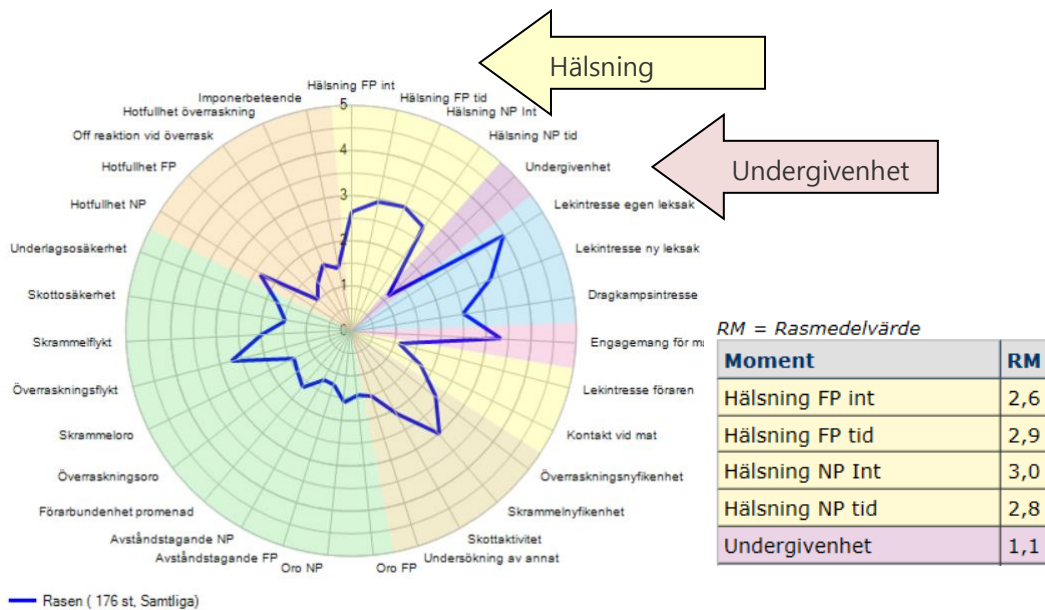 Hälsning
Undergivenhet
Hälsning FP int
Hälsning FP tid
Hälsning NP Int
Hälsning NP tid
Undergivenhet
Lekintresse egen leksak
Lekintresse ny leksak
Dragkampsintresse
Engagemang för m
Lekintresse föraren
Kontakt vid mat
Överraskningsnyfikenhet
Skrammelnyfikenhet
Skottaktivitet
Undersökning av annat
Oro FP
Oro NP
Avståndstagande FP
Avståndstagande NP
Förarbundenhet promenad
Överraskningsoro
Skrammeloro
Överraskningsflykt
Skrammelflykt
Skottosäkerhet
Underlagsosäkerhet
Hotfullhet NP
Hotfullhet FP
Off reaktion vid överrask
Hotfullhet överraskning
Imponerbeteende
5
4
3
2
1
0
Rasen ( 176 st, Samtliga)
RM = Rasmedelvärde
Moment RM
Hälsning FP int 2,6
Hälsning FP tid 2,9
Hälsning NP Int 3,0
Hälsning NP tid 2,8
Undergivenhet 1,1